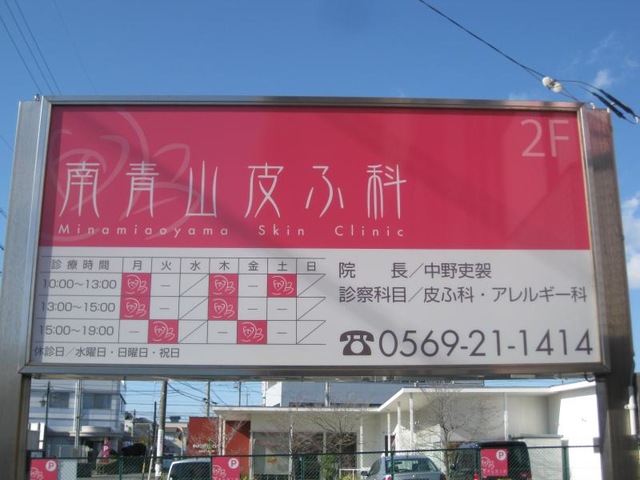 2F
南青山皮ふ科
Minamiaoyama Skin Clinic
診療時間 月 火 水 木 金 土 日
10:00~13:00 — —
13:00~15:00 — — —
15:00~19:00 — — —
休診日/水曜日・日曜日・祝日
院 長/中野吏袈
診察科目/皮ふ科・アレルギー科
☎0569-21-1414
P
P
P